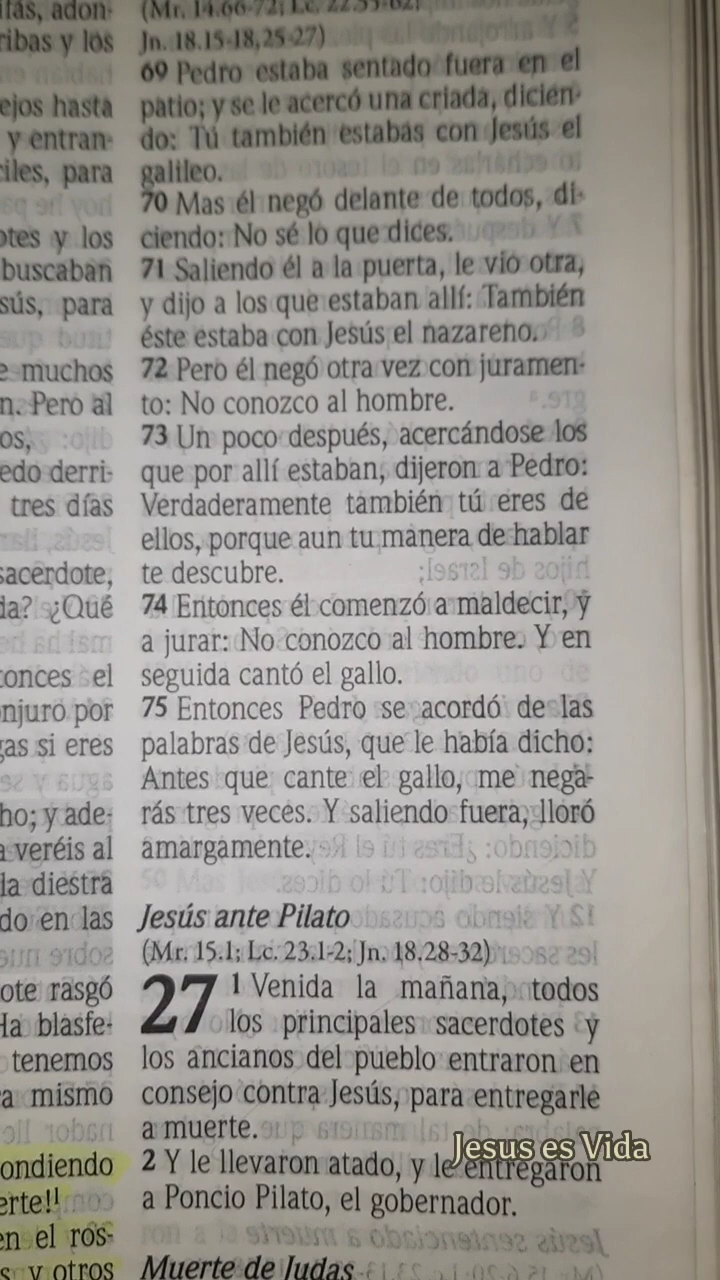 ifás, adon-
ribas y los
ejos hasta
y entran-
ciles, para
otes y los
buscaban
sús, para
e muchos
n. Pero al
os,
edo derri-
tres días
sacerdote,
da? ¿Qué
tonces el
onjuro por
gas si eres
ho; y ade-
a veréis al
la diestra
do en las
ote rasgó
Ha blasfe-
tenemos
a mismo
ondiendo
erte!!
en el ros-
s y otros
(Mr. 14.66-72; Lc. 22.55-62;
Jn. 18.15-18,25-27)
69 Pedro estaba sentado fuera en el
patio; y se le acercó una criada, dicien-
do: Tú también estabas con Jesús el
galileo.
70 Mas él negó delante de todos, di-
ciendo: No sé lo que dices.
71 Saliendo él a la puerta, le vio otra,
y dijo a los que estaban allí: También
éste estaba con Jesús el nazareno.
72 Pero él negó otra vez con juramen-
to: No conozco al hombre.
73 Un poco después, acercándose los
que por allí estaban, dijeron a Pedro:
Verdaderamente también tú eres de
ellos, porque aun tu manera de hablar
te descubre.
74 Entonces él comenzó a maldecir, y
a jurar: No conozco al hombre. Y en
seguida cantó el gallo.
75 Entonces Pedro se acordó de las
palabras de Jesús, que le había dicho:
Antes que cante el gallo, me nega-
rás tres veces. Y saliendo fuera, lloró
amargamente.
Jesús ante Pilato
(Mr. 15.1; Lc. 23.1-2; Jn. 18.28-32)
27 1 Venida la mañana, todos
los principales sacerdotes y
los ancianos del pueblo entraron en
consejo contra Jesús, para entregarle
a muerte.
2 Y le llevaron atado, y le entregaron
a Poncio Pilato, el gobernador.
Muerte de Judas
Jesus es Vida